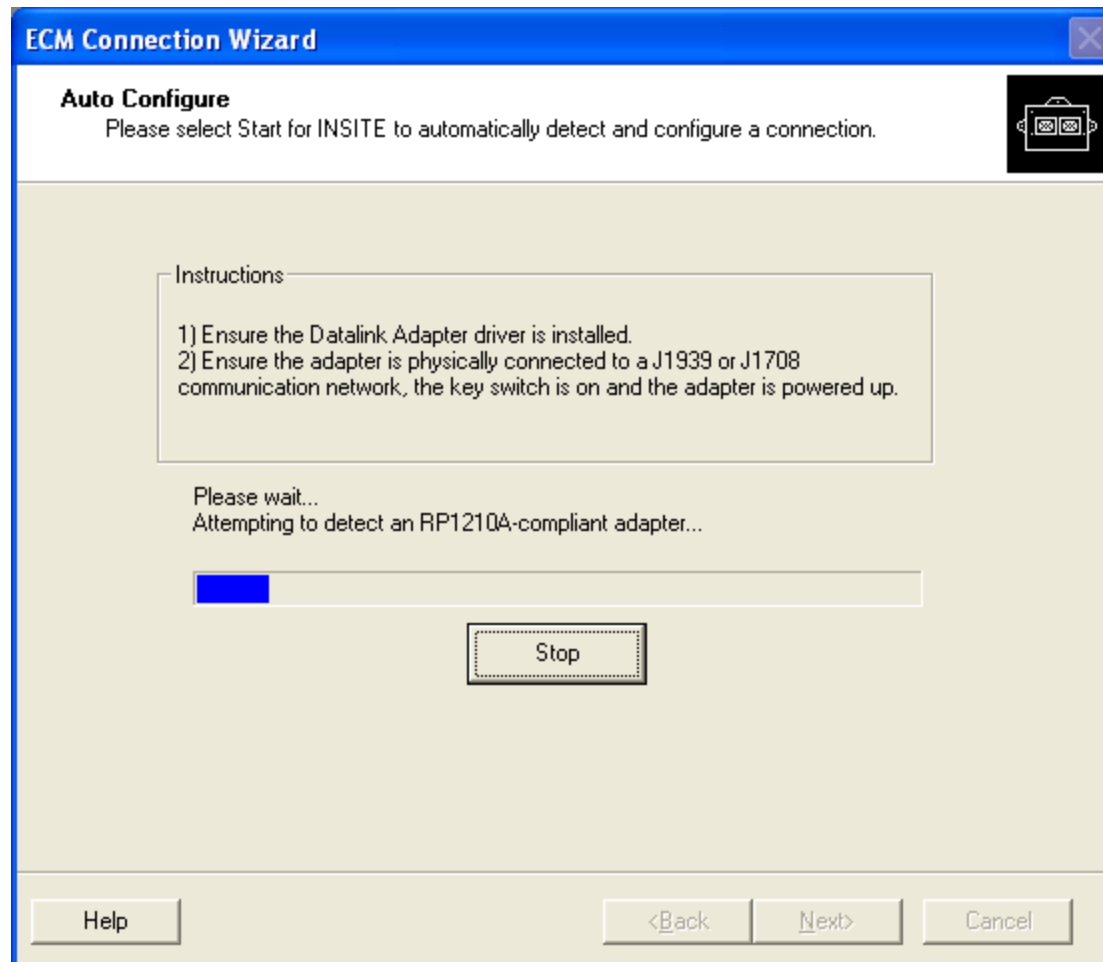 ECM Connection Wizard
Auto Configure
Please select Start for INSITE to automatically detect and configure a connection.
Instructions
1) Ensure the Datalink Adapter driver is installed.
2) Ensure the adapter is physically connected to a J1939 or J1708
communication network, the key switch is on and the adapter is powered up.
Please wait...
Attempting to detect an RP1210A-compliant adapter...
Stop
Help
<Back
Next>
Cancel